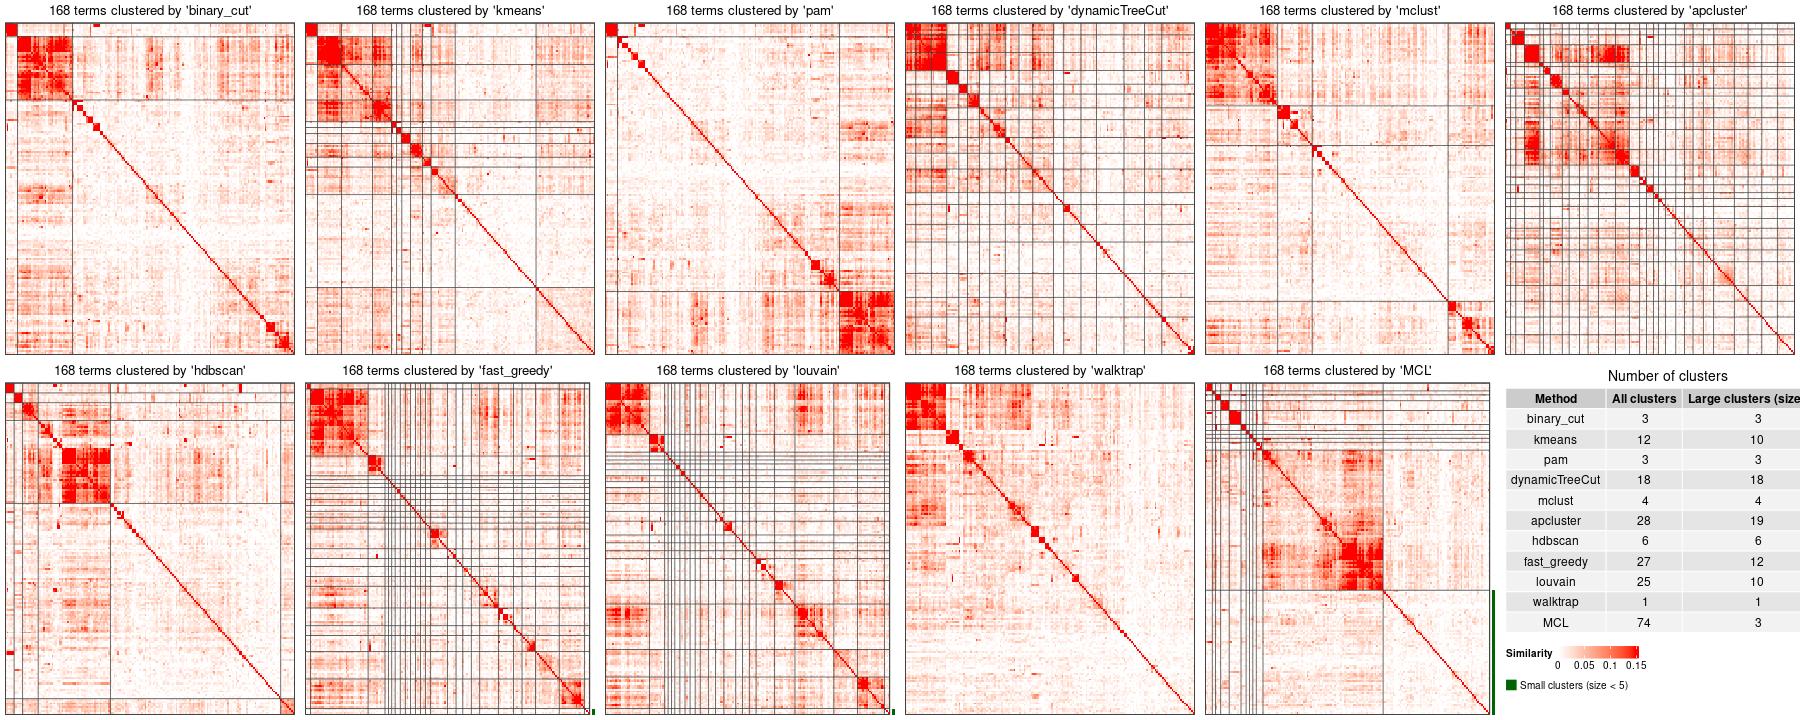 168 terms clustered by 'binary_cut'
168 terms clustered by 'kmeans'
168 terms clustered by 'pam'
168 terms clustered by 'dynamicTreeCut'
168 terms clustered by 'mclust'
168 terms clustered by 'apcluster'
168 terms clustered by 'hdbscan'
168 terms clustered by 'fast_greedy'
168 terms clustered by 'louvain'
168 terms clustered by 'walktrap'
168 terms clustered by 'MCL'
Number of clusters
Method All clusters Large clusters (size
binary_cut 3 3
kmeans 12 10
pam 3 3
dynamicTreeCut 18 18
mclust 4 4
apcluster 28 19
hdbscan 6 6
fast_greedy 27 12
louvain 25 10
walktrap 1 1
MCL 74 3
Similarity
0 0.05 0.1 0.15
Small clusters (size < 5)